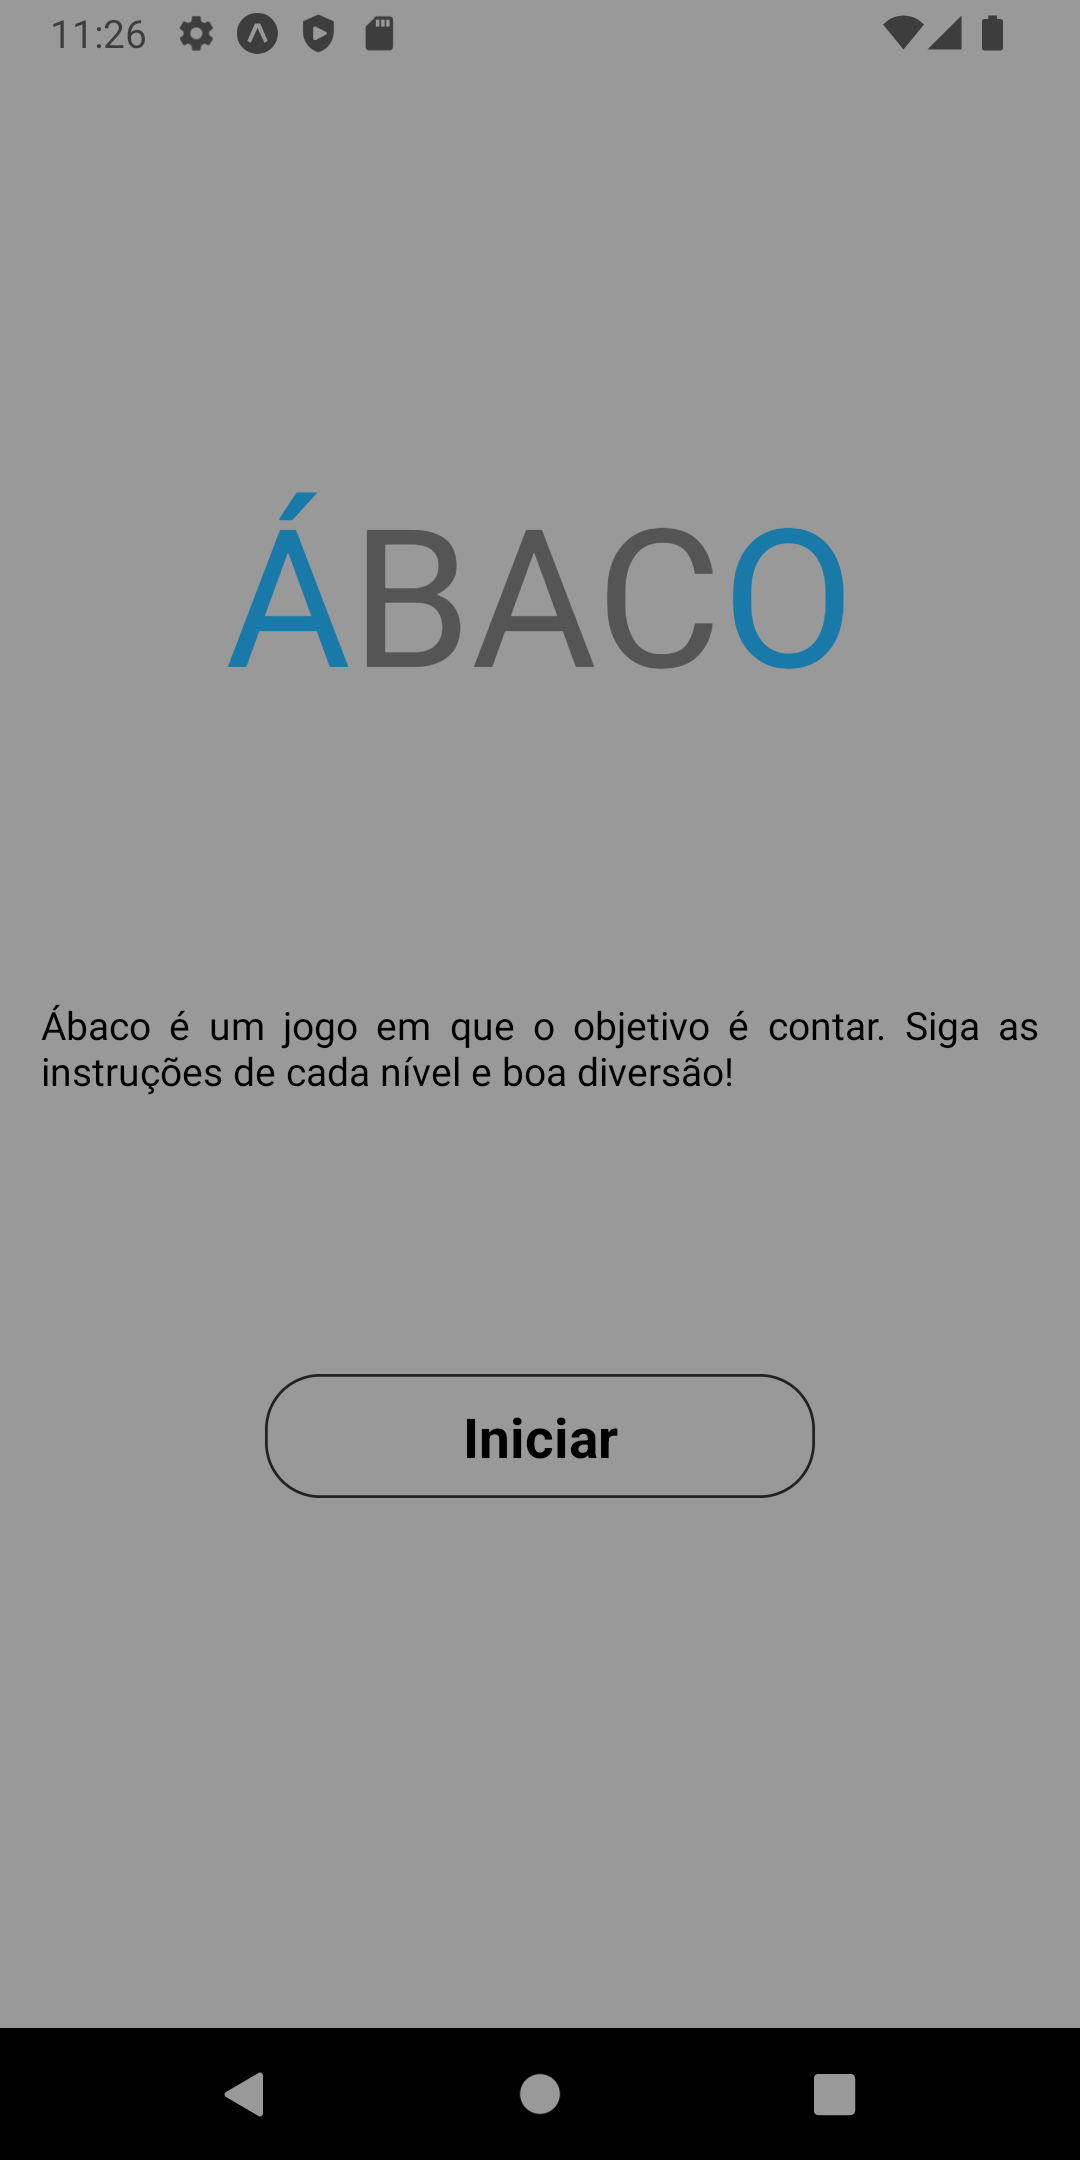 11:26
ÁBACO
Ábaco é um jogo em que o objetivo é contar. Siga as
instruções de cada nível e boa diversão!
Iniciar